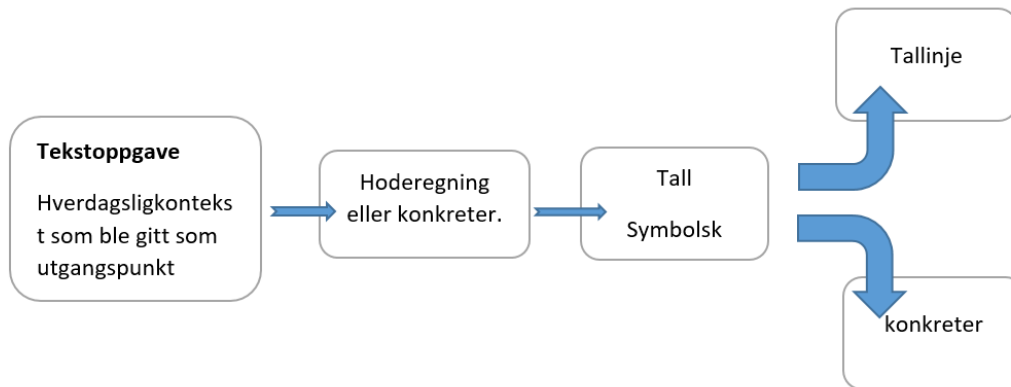 Tekstoppgave
Hverdagsligkonteks
t som ble gitt som
utgangspunkt
Hoderegning
eller konkreter.
Tall
Symbolsk
Tallinje
konkreter